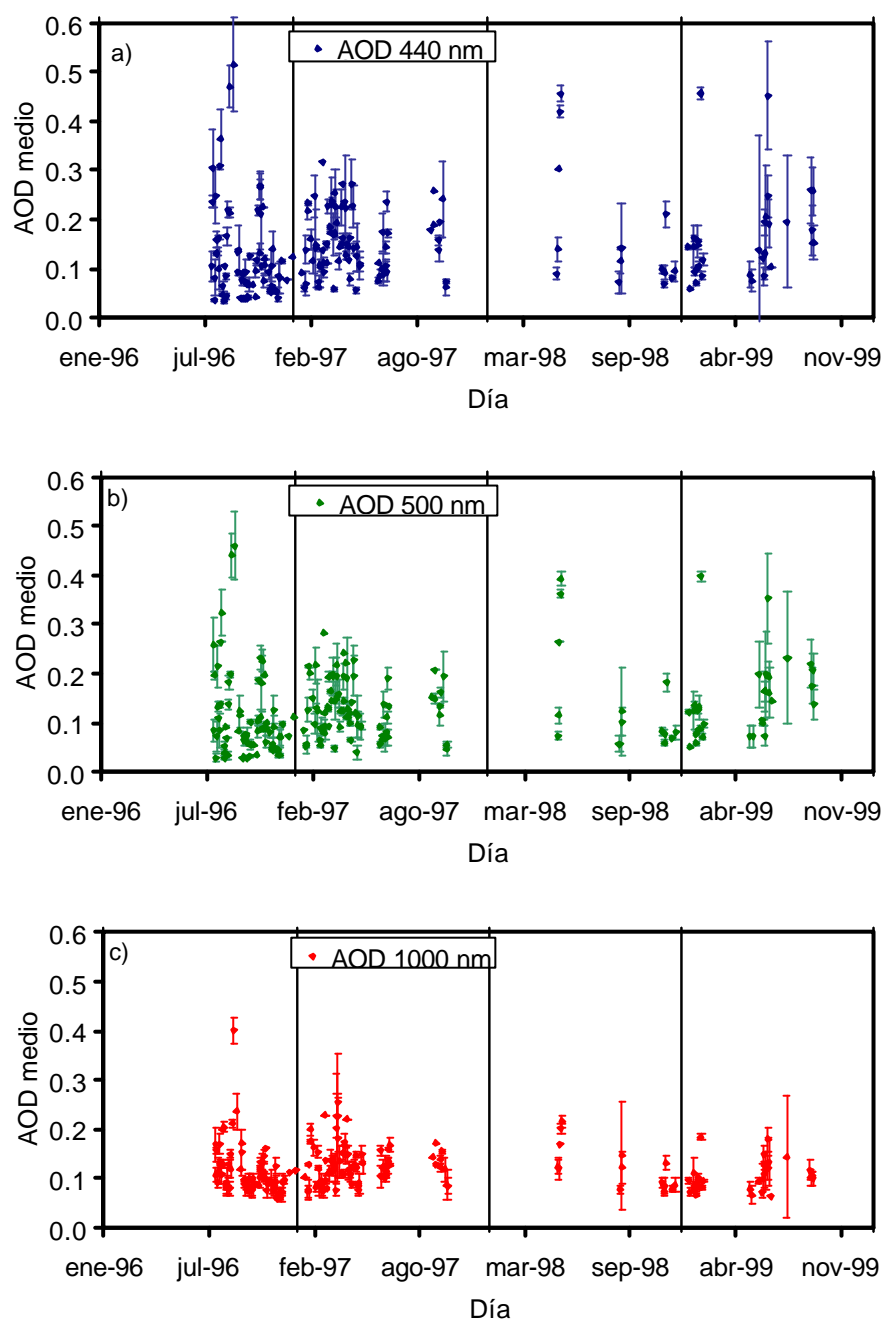 a)
AOD 440 nm
AOD medio
0.6
0.5
0.4
0.3
0.2
0.1
0.0
ene-96 jul-96 feb-97 ago-97 mar-98 sep-98 abr-99 nov-99
Día
b)
AOD 500 nm
AOD medio
0.6
0.5
0.4
0.3
0.2
0.1
0.0
ene-96 jul-96 feb-97 ago-97 mar-98 sep-98 abr-99 nov-99
Día
c)
AOD 1000 nm
AOD medio
0.6
0.5
0.4
0.3
0.2
0.1
0.0
ene-96 jul-96 feb-97 ago-97 mar-98 sep-98 abr-99 nov-99
Día